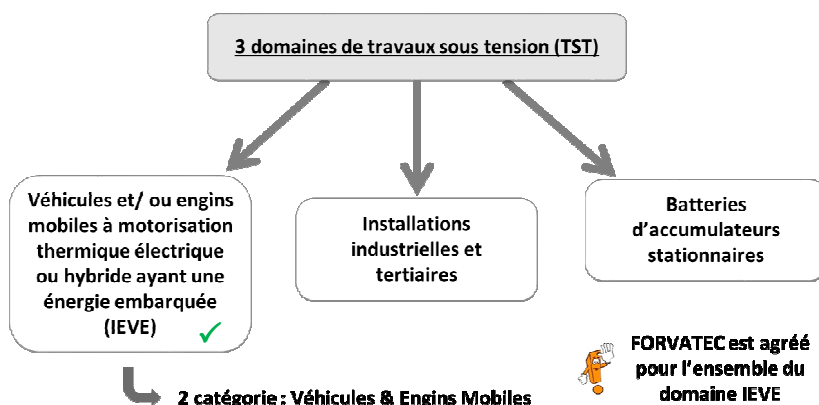 3 domaines de travaux sous tension (TST)
Véhicules et/ ou engins
mobiles à motorisation
thermique électrique
ou hybride ayant une
énergie embarquée
(IEVE)
Installations
industrielles et
tertiaires
Batteries
d’accumulateurs
stationnaires
2 catégorie : Véhicules & Engins Mobiles
FORVATEC est agréé
pour l’ensemble du
domaine IEVE